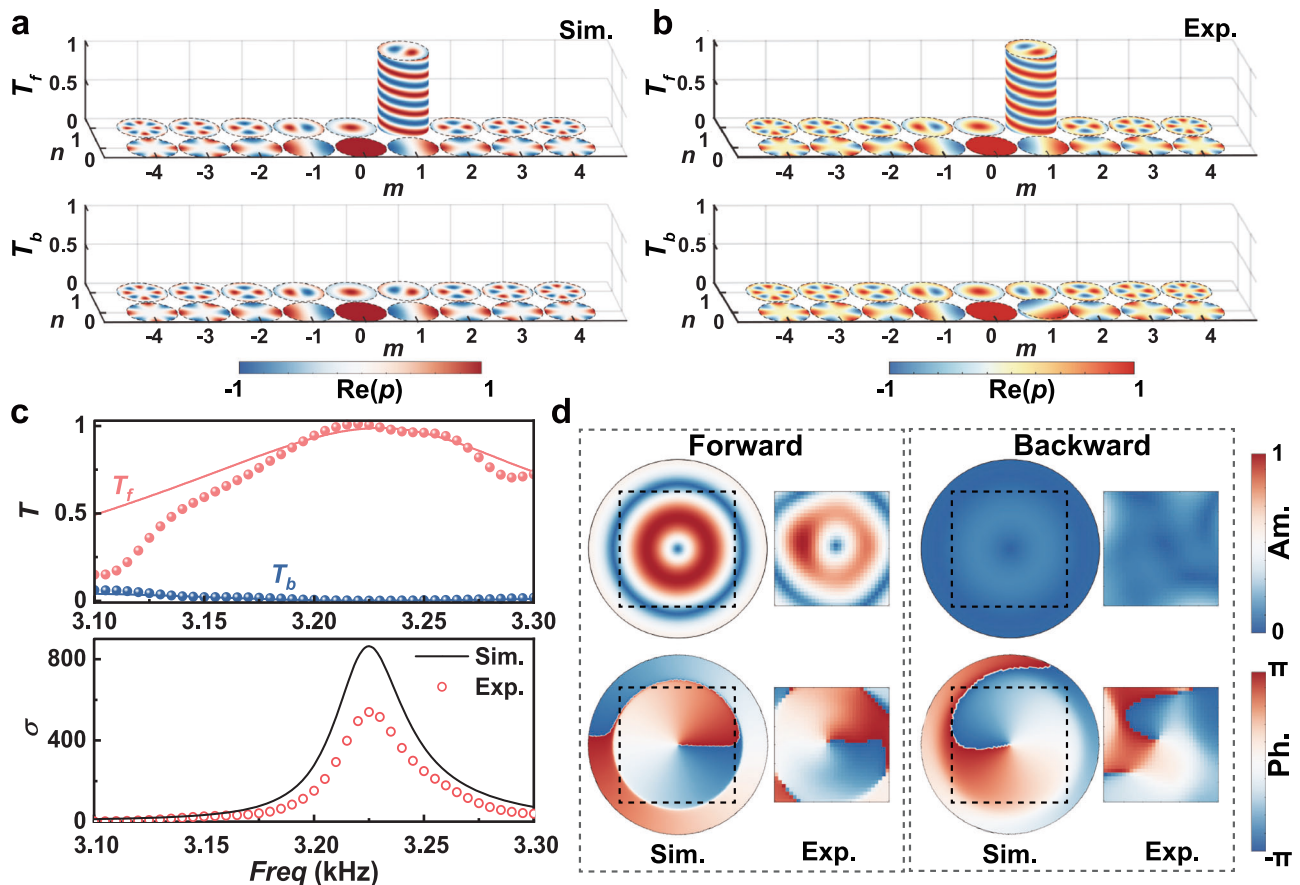 a
Sim.
1
0.5
0
T_f
n
1
0
-4 -3 -2 -1 0 1 2 3 4
m
1
0.5
0
T_b
n
1
0
-4 -3 -2 -1 0 1 2 3 4
m
-1 Re(p) 1
b
Exp.
1
0.5
0
T_f
n
1
0
-4 -3 -2 -1 0 1 2 3 4
m
1
0.5
0
T_b
n
1
0
-4 -3 -2 -1 0 1 2 3 4
m
-1 Re(p) 1
c
1
0.5
0
T
T_f
T_b
3.10 3.15 3.20 3.25 3.30
800
400
0
σ
Sim.
Exp.
3.10 3.15 3.20 3.25 3.30
Freq (kHz)
d
Forward
Backward
Sim. Exp.
Sim. Exp.
1
Am.
0
π
Ph.
-π